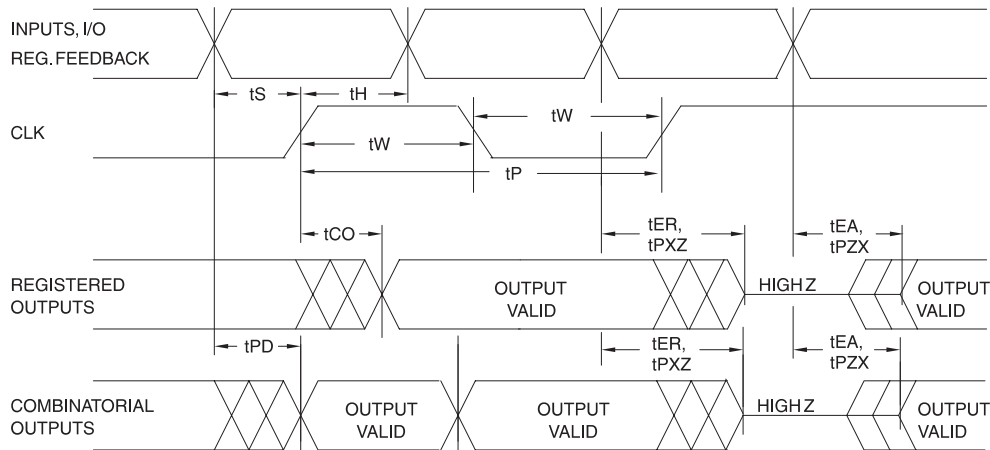 INPUTS, I/O
REG. FEEDBACK
tS
tH
tW
CLK
tW
tP
tCO
tER,
tPXZ
tEA,
tPZX
REGISTERED
OUTPUTS
OUTPUT
VALID
HIGH Z
OUTPUT
VALID
tPD
tER,
tPXZ
tEA,
tPZX
COMBINATORIAL
OUTPUTS
OUTPUT
VALID
OUTPUT
VALID
HIGH Z
OUTPUT
VALID